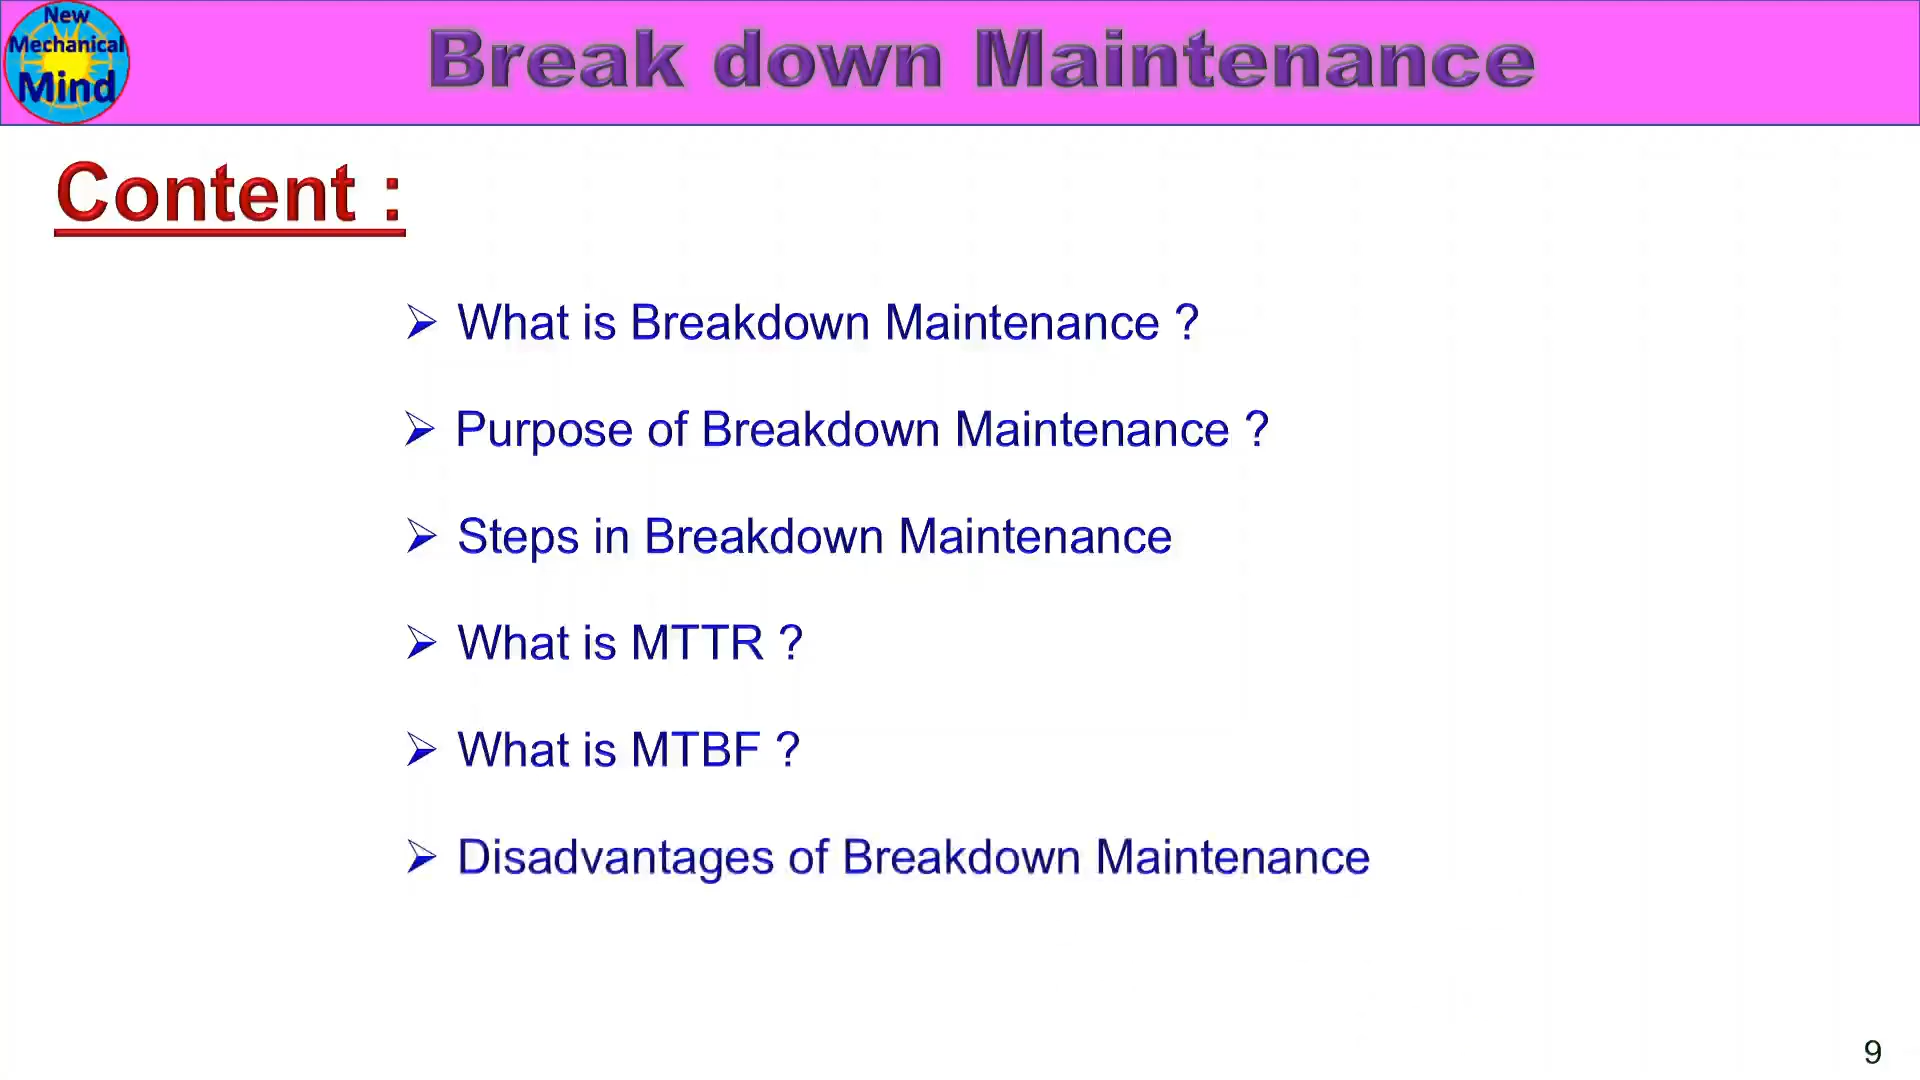 New
Mechanical
Mind
Break down Maintenance
Content :
➢ What is Breakdown Maintenance ?
➢ Purpose of Breakdown Maintenance ?
➢ Steps in Breakdown Maintenance
➢ What is MTTR ?
➢ What is MTBF ?
➢ Disadvantages of Breakdown Maintenance
9